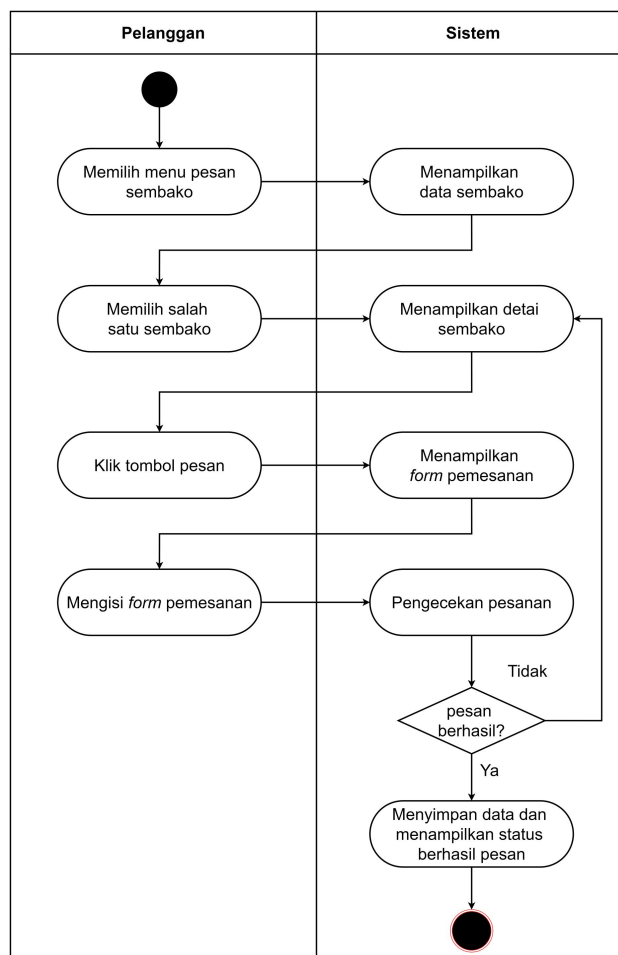 Pelanggan
Sistem
Memilih menu pesan
sembako
Menampilkan
data sembako
Memilih salah
satu sembako
Menampilkan detai
sembako
Klik tombol pesan
Menampilkan
form pemesanan
Mengisi form pemesanan
Pengecekan pesanan
Tidak
pesan
berhasil?
Ya
Menyimpan data dan
menampilkan status
berhasil pesan